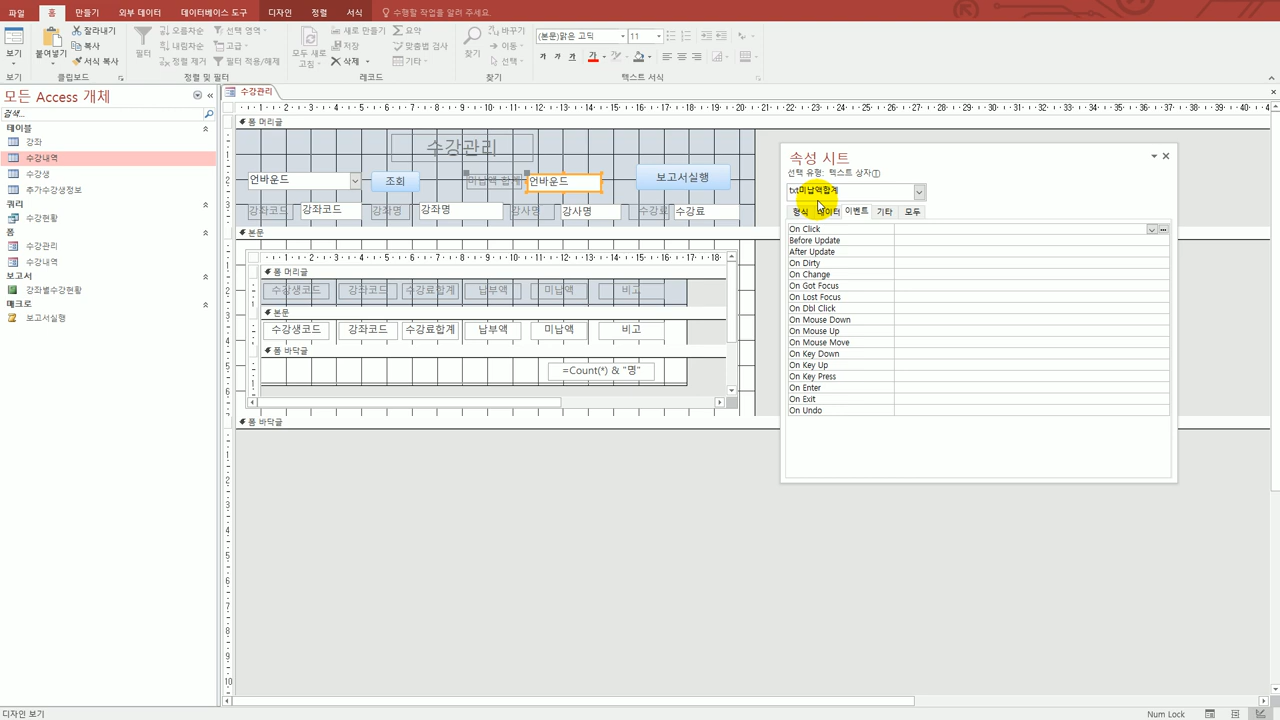 파일 홈 만들기 외부 데이터 데이터베이스 도구 디자인 정렬 서식 수행할 작업을 알려 주세요.
보기
붙여넣기
잘라내기
복사
서식 복사
필터
오름차순
내림차순
정렬 제거
선택 영역
고급
필터 적용/해제
모두 새로 고침
새로 만들기
저장
삭제
요약
맞춤법 검사
기타
찾기
바꾸기
이동
선택
(본문)맑은 고딕 11
가 가 가 가
보기 클립보드 정렬 및 필터 레코드 찾기 텍스트 서식
모든 Access 개체
검색...
테이블
강좌
수강내역
수강생
추가수강생정보
쿼리
수강현황
폼
수강관리
수강내역
보고서
강좌별수강현황
매크로
보고서실행
수강관리
폼 머리글
수강관리
언바운드 조회 미납액 합계 언바운드 보고서실행
강좌코드 강좌코드 강좌명 강좌명 강사명 강사명 수강료 수강료
본문
폼 머리글
수강생코드 강좌코드 수강료합계 납부액 미납액 비고
본문
수강생코드 강좌코드 수강료합계 납부액 미납액 비고
폼 바닥글
=Count(*) & "명"
폼 바닥글
속성 시트
선택 유형: 텍스트 상자(I)
txt미납액합계
형식 데이터 이벤트 기타 모두
On Click
Before Update
After Update
On Dirty
On Change
On Got Focus
On Lost Focus
On Dbl Click
On Mouse Down
On Mouse Up
On Mouse Move
On Key Down
On Key Up
On Key Press
On Enter
On Exit
On Undo
디자인 보기 Num Lock